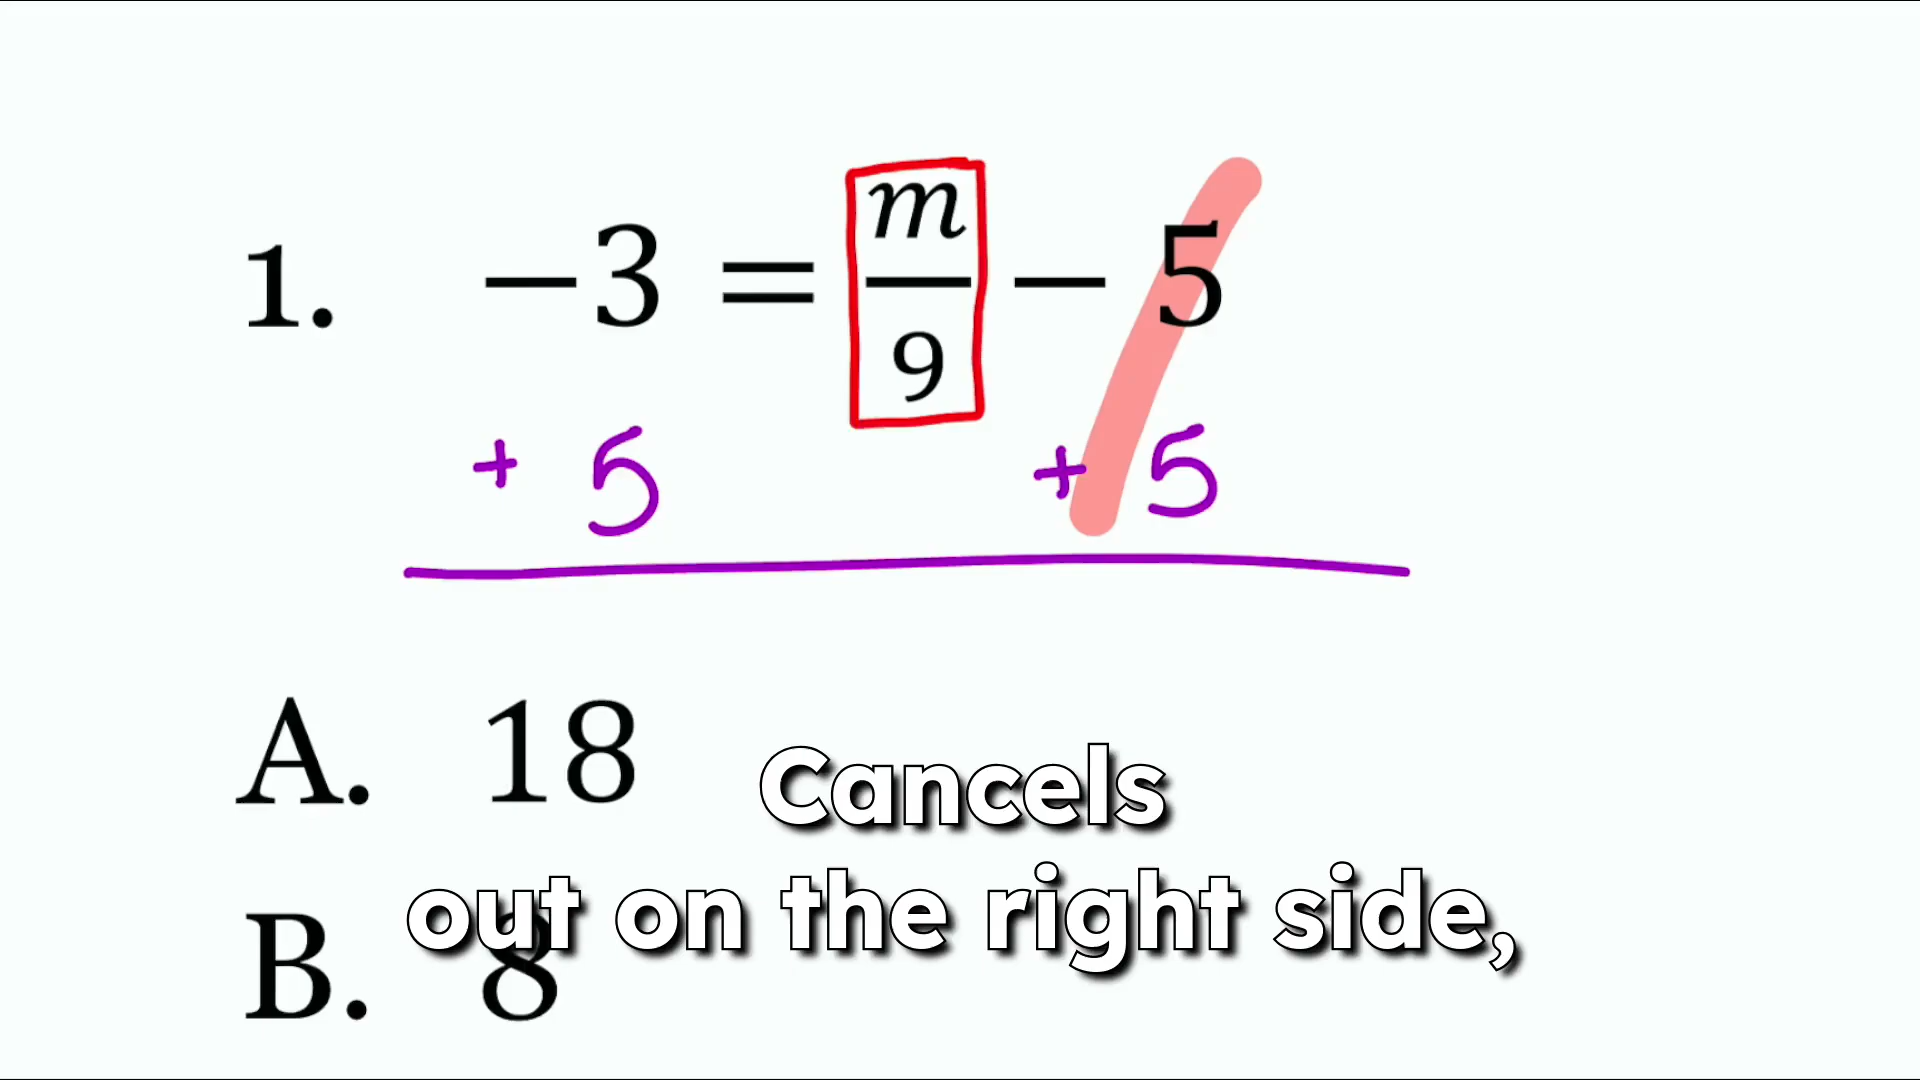 1. −3 = m/9 − 5
+ 5 + 5
A. 18
Cancels
out on the right side,
B. 8